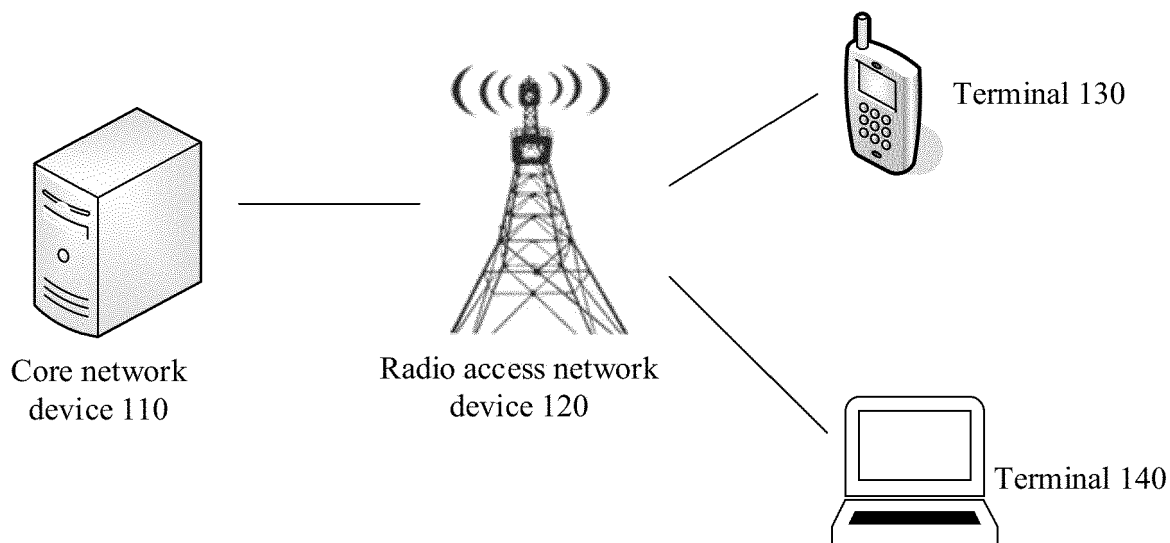 Terminal 130
Core network
device 110
Radio access network
device 120
Terminal 140